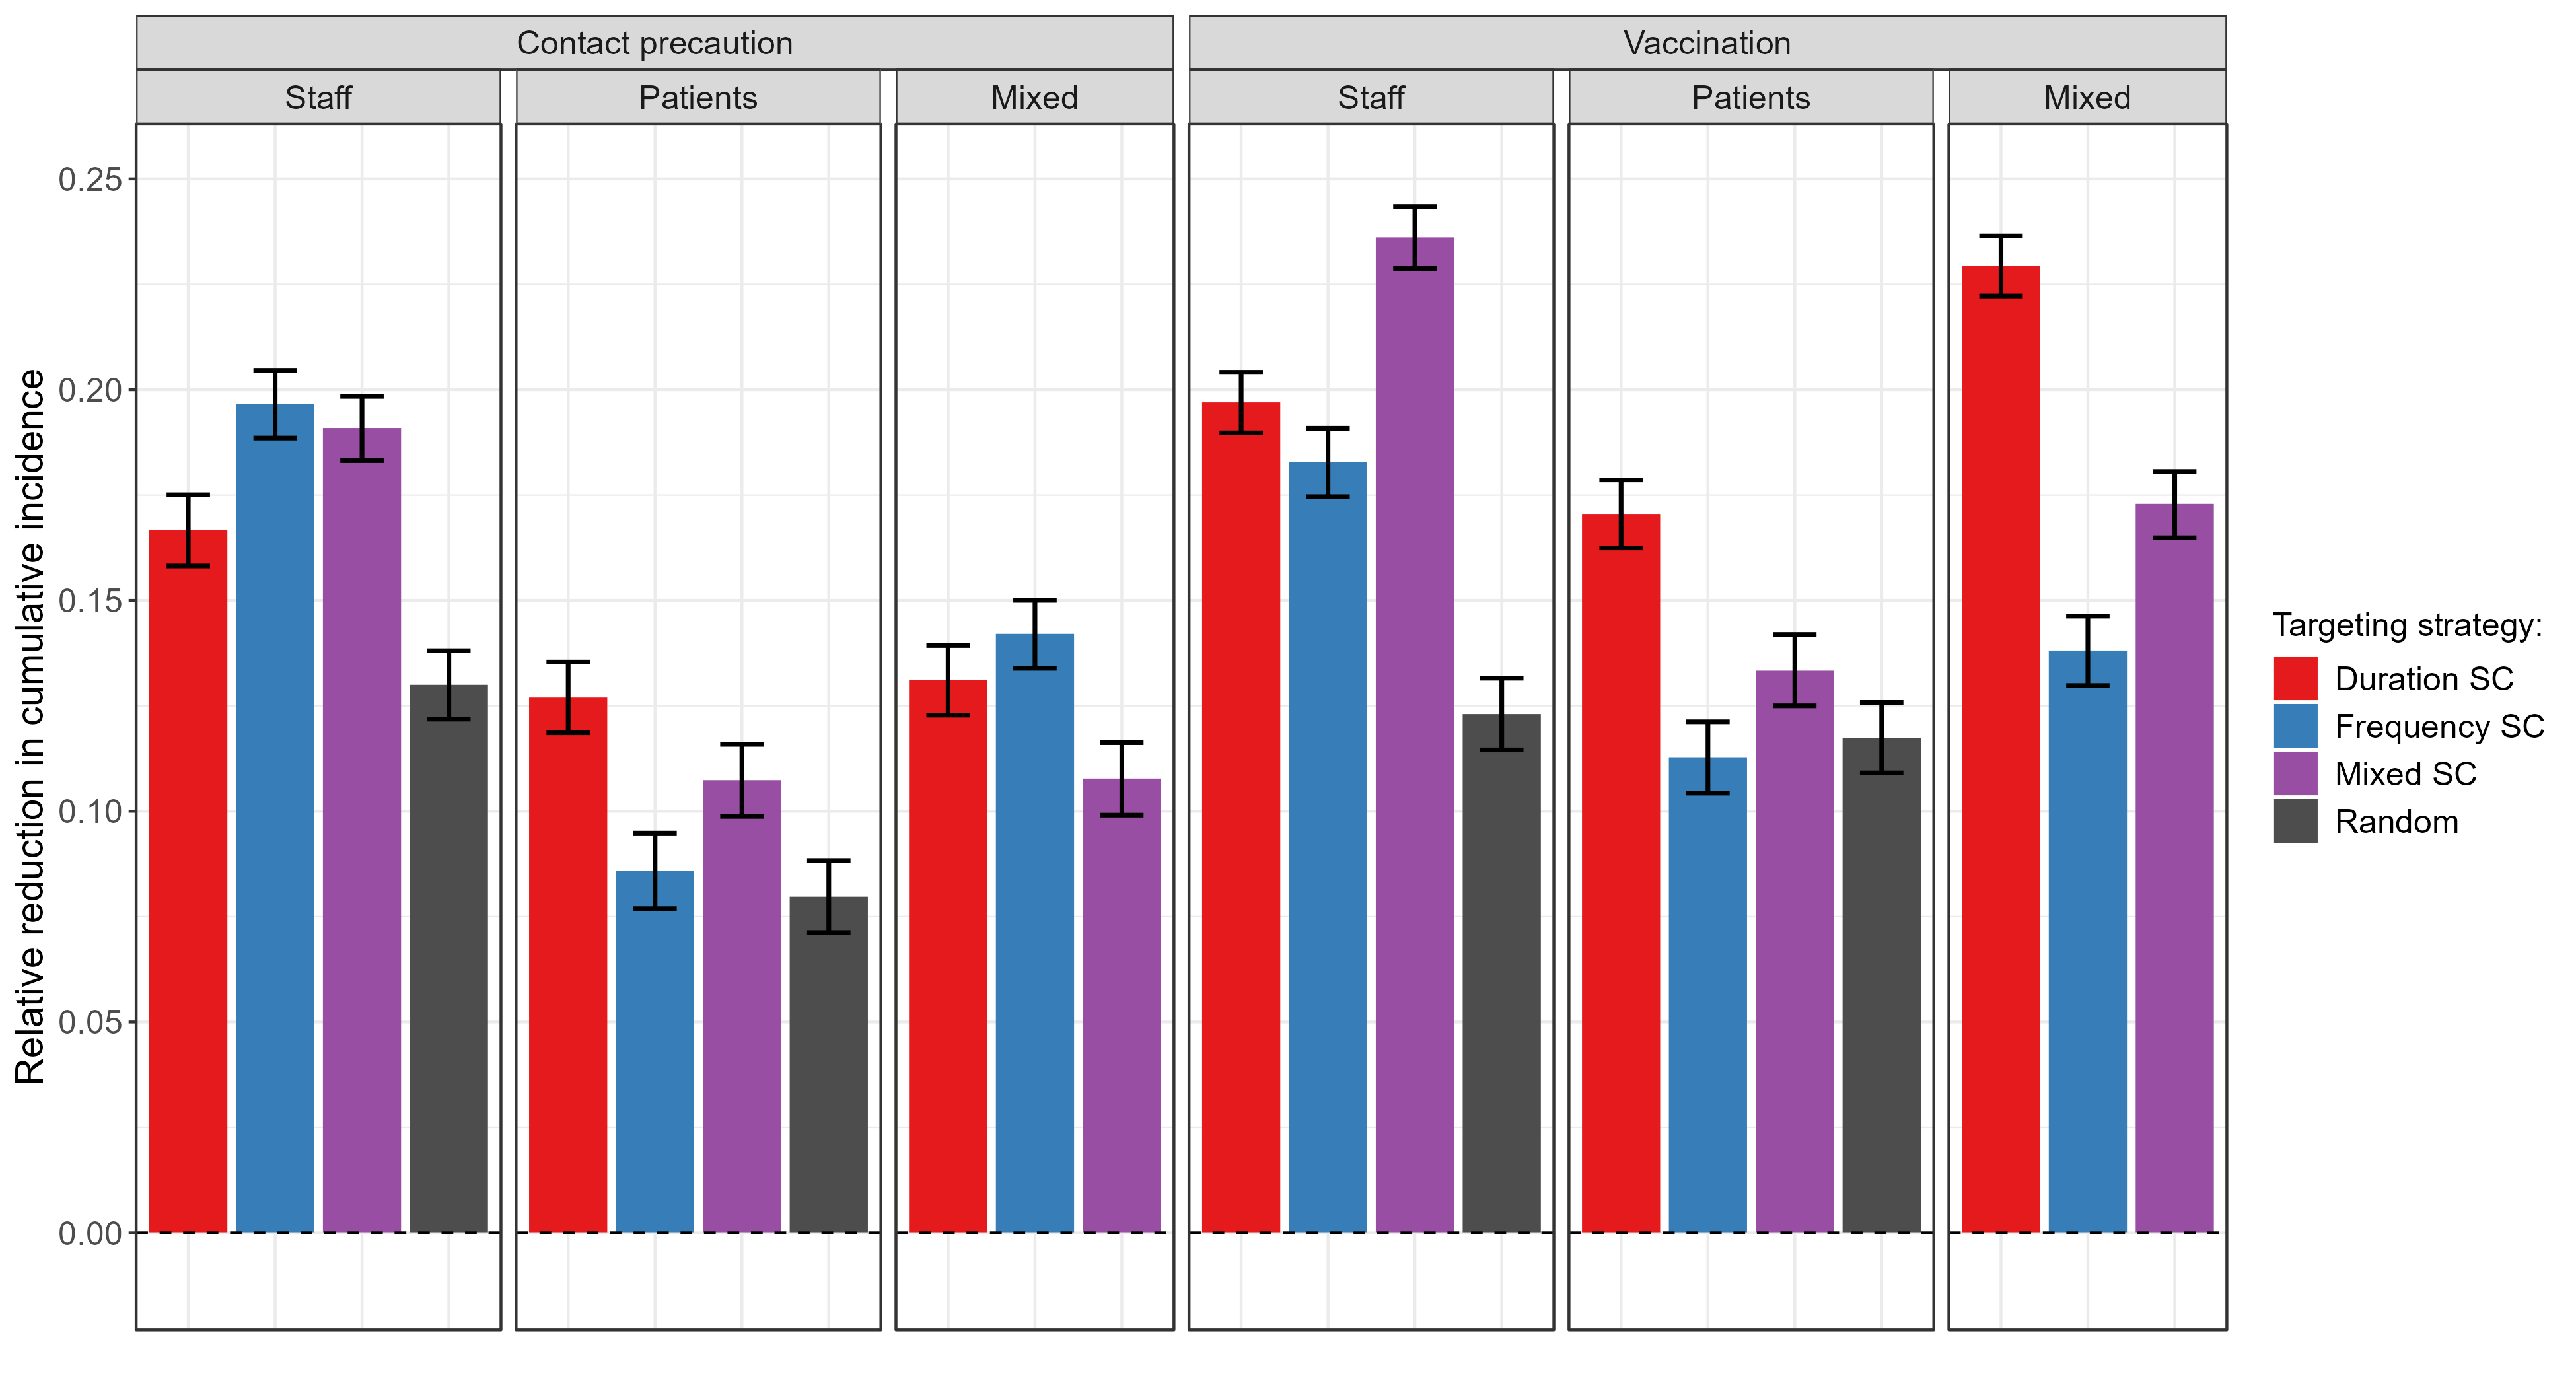 Contact precaution
Vaccination
Staff
Patients
Mixed
Staff
Patients
Mixed
Relative reduction in cumulative incidence
0.25
0.20
0.15
0.10
0.05
0.00
Targeting strategy:
Duration SC
Frequency SC
Mixed SC
Random